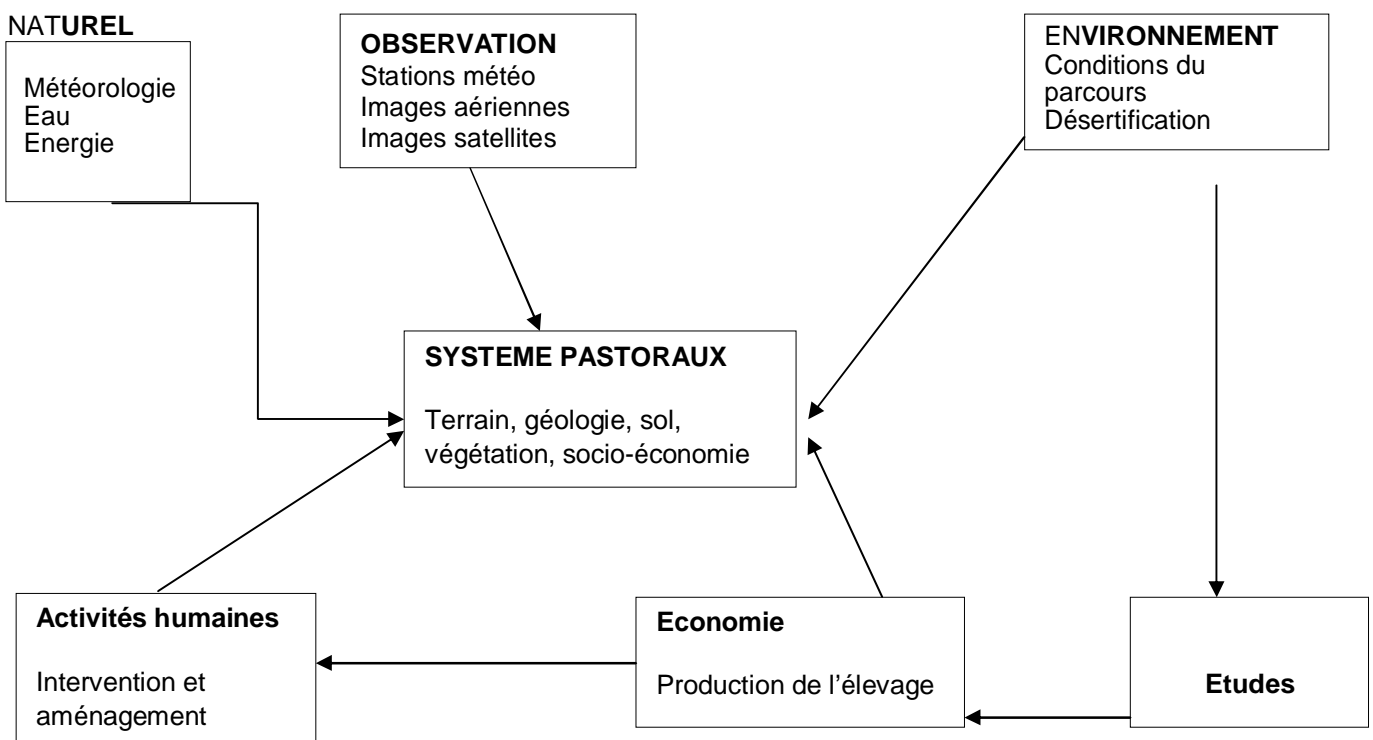 NATUREL
Météorologie
Eau
Energie
OBSERVATION
Stations météo
Images aériennes
Images satellites
ENVIRONNEMENT
Conditions du
parcours
Désertification
SYSTEME PASTORAUX
Terrain, géologie, sol,
végétation, socio-économie
Activités humaines
Intervention et
aménagement
Economie
Production de l’élevage
Etudes